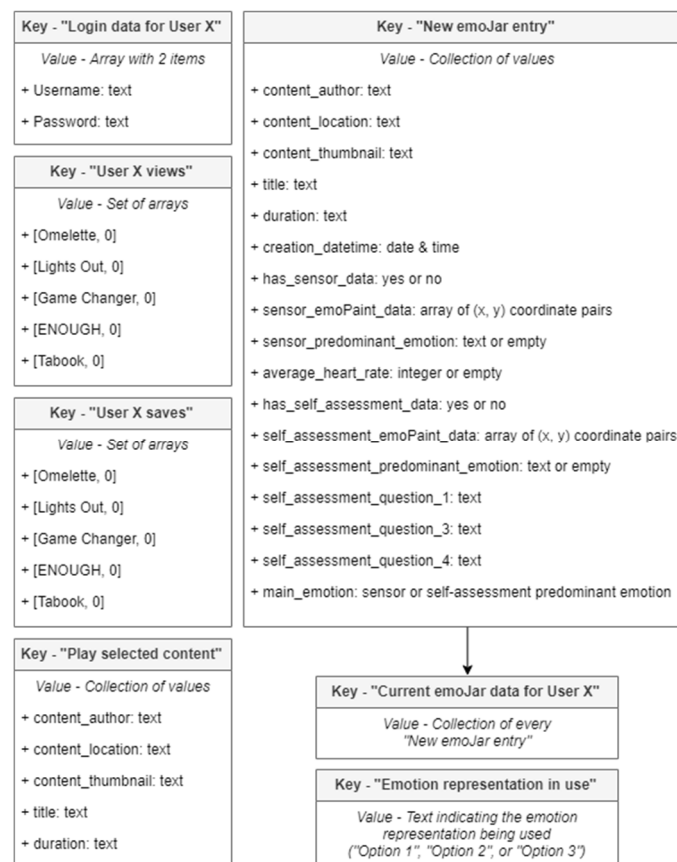 Key - "Login data for User X"
Value - Array with 2 items
+ Username: text
+ Password: text
Key - "User X views"
Value - Set of arrays
+ [Omelette, 0]
+ [Lights Out, 0]
+ [Game Changer, 0]
+ [ENOUGH, 0]
+ [Tabook, 0]
Key - "User X saves"
Value - Set of arrays
+ [Omelette, 0]
+ [Lights Out, 0]
+ [Game Changer, 0]
+ [ENOUGH, 0]
+ [Tabook, 0]
Key - "Play selected content"
Value - Collection of values
+ content_author: text
+ content_location: text
+ content_thumbnail: text
+ title: text
+ duration: text
Key - "New emoJar entry"
Value - Collection of values
+ content_author: text
+ content_location: text
+ content_thumbnail: text
+ title: text
+ duration: text
+ creation_datetime: date & time
+ has_sensor_data: yes or no
+ sensor_emoPaint_data: array of (x, y) coordinate pairs
+ sensor_predominant_emotion: text or empty
+ average_heart_rate: integer or empty
+ has_self_assessment_data: yes or no
+ self_assessment_emoPaint_data: array of (x, y) coordinate pairs
+ self_assessment_predominant_emotion: text or empty
+ self_assessment_question_1: text
+ self_assessment_question_3: text
+ self_assessment_question_4: text
+ main_emotion: sensor or self-assessment predominant emotion
Key - "Current emoJar data for User X"
Value - Collection of every
"New emoJar entry"
Key - "Emotion representation in use"
Value - Text indicating the emotion
representation being used
("Option 1", "Option 2", or "Option 3")